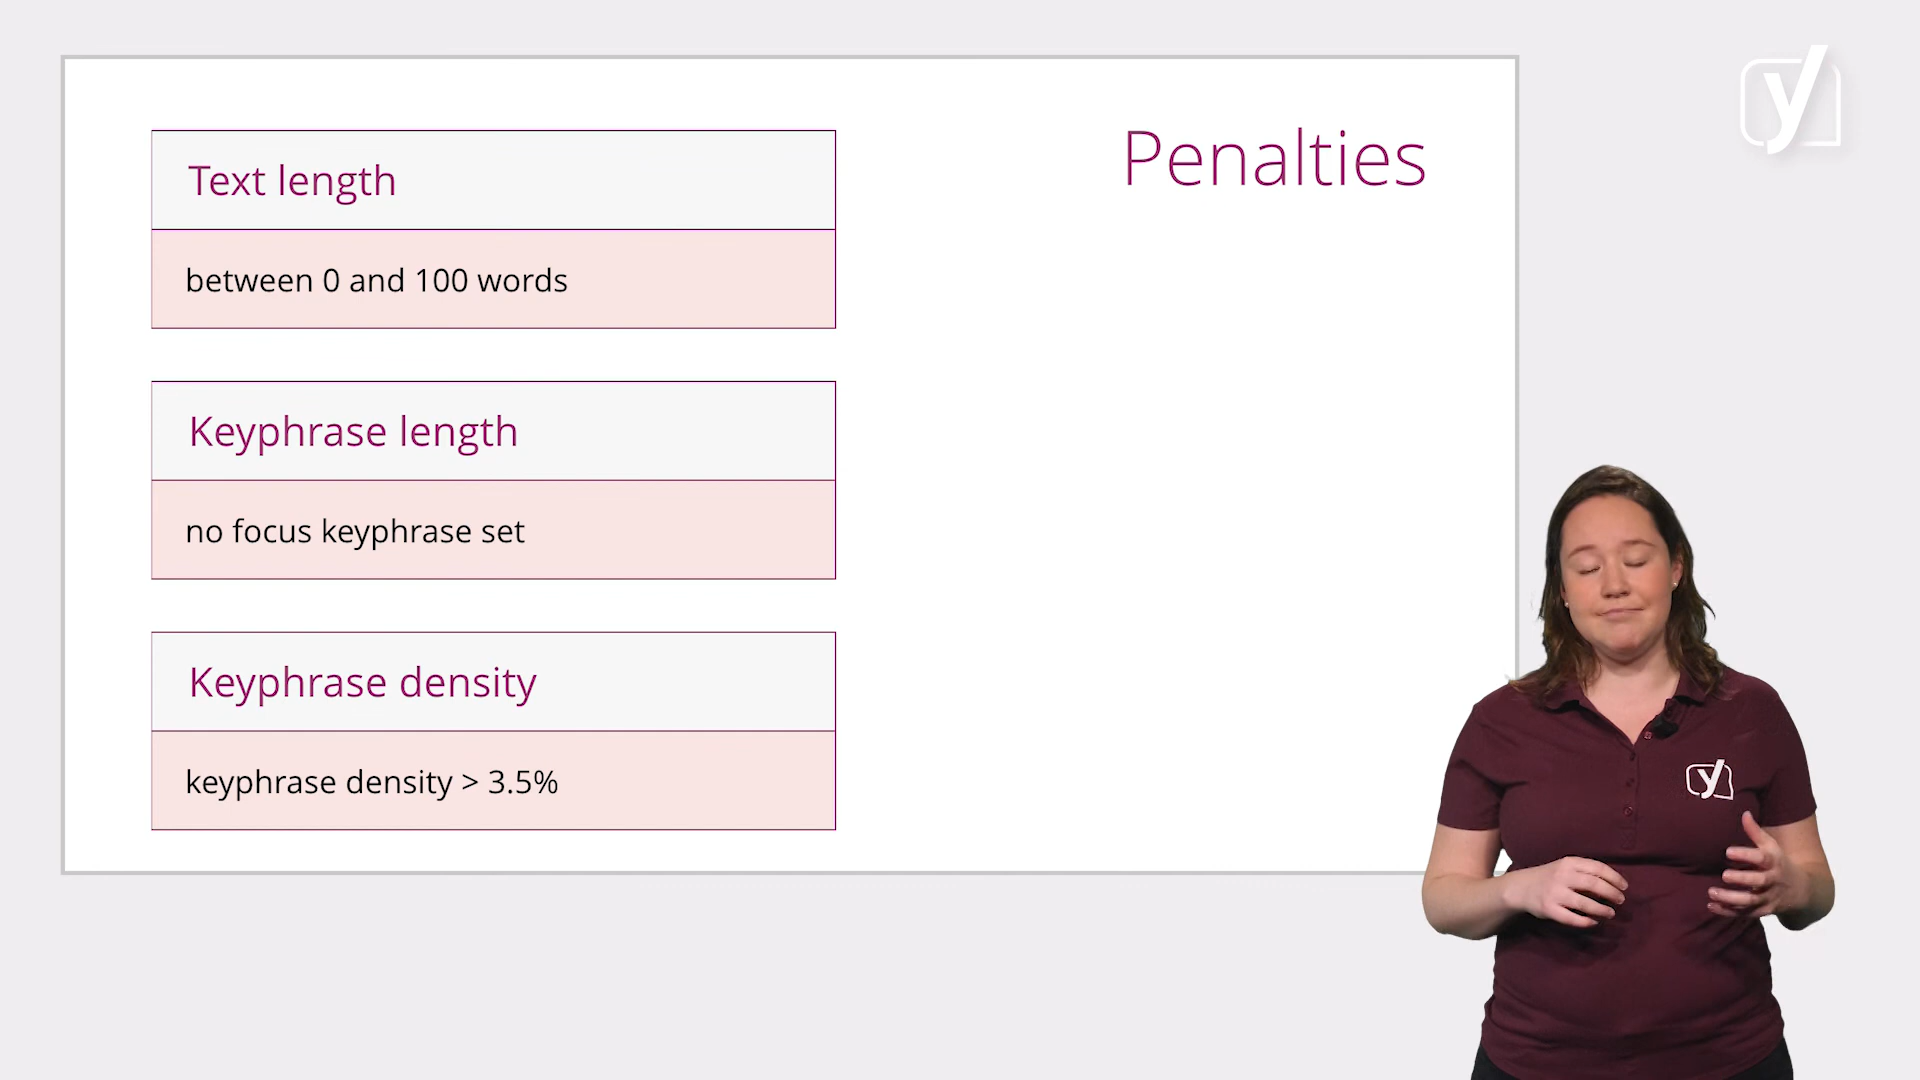 Penalties
Text length
between 0 and 100 words
Keyphrase length
no focus keyphrase set
Keyphrase density
keyphrase density > 3.5%
y
y